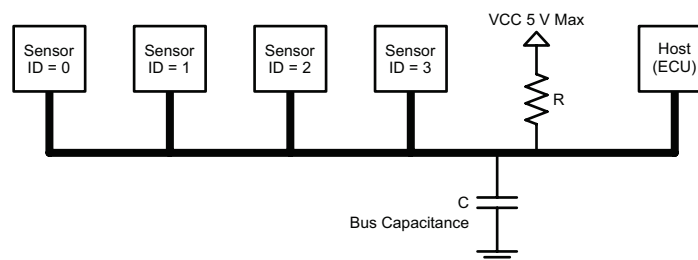 Sensor
ID = 0
Sensor
ID = 1
Sensor
ID = 2
Sensor
ID = 3
VCC 5 V Max
R
Host
(ECU)
C
Bus Capacitance